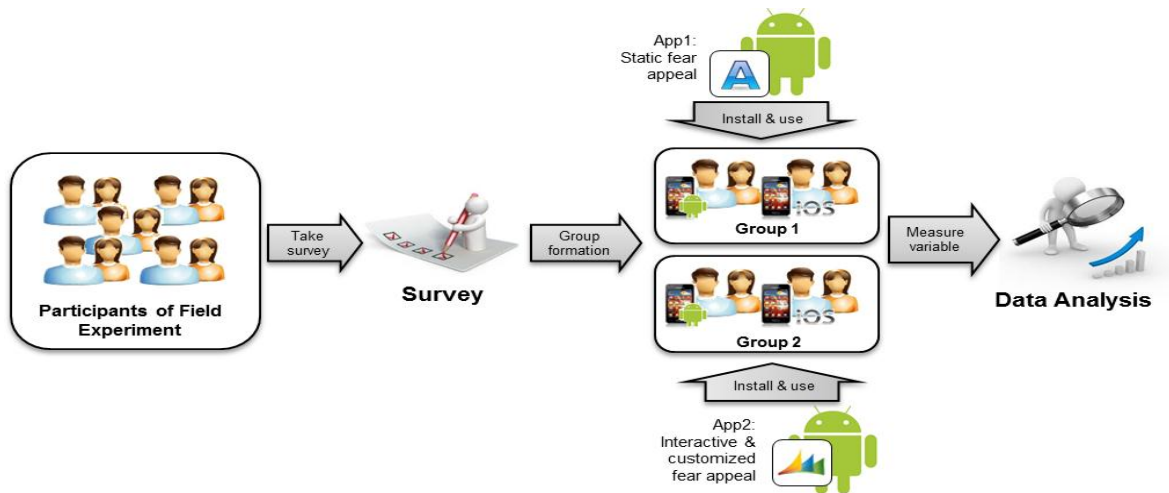 App1:
Static fear
appeal
A
Install & use
Participants of Field
Experiment
Take
survey
Survey
Group
formation
iOS
Group 1
iOS
Group 2
Measure
variable
Data Analysis
Install & use
App2:
Interactive &
customized
fear appeal